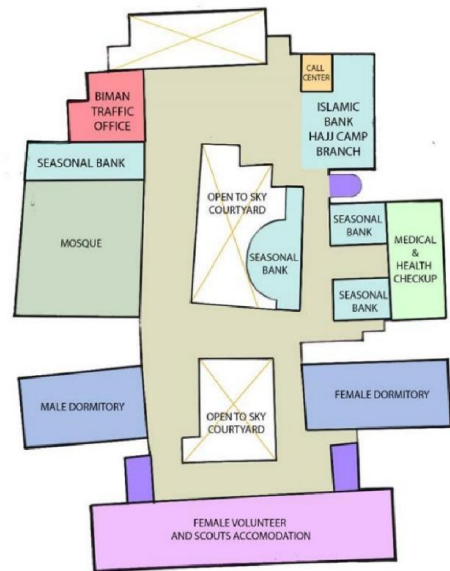 CALL
CENTER
BIMAN
TRAFFIC
OFFICE
ISLAMIC
BANK
HAJJ CAMP
BRANCH
SEASONAL BANK
OPEN TO SKY
COURTYARD
SEASONAL
BANK
MOSQUE
SEASONAL
BANK
MEDICAL
&
HEALTH
CHECKUP
SEASONAL
BANK
MALE DORMITORY
OPEN TO SKY
COURTYARD
FEMALE DORMITORY
FEMALE VOLUNTEER
AND SCOUTS ACCOMODATION